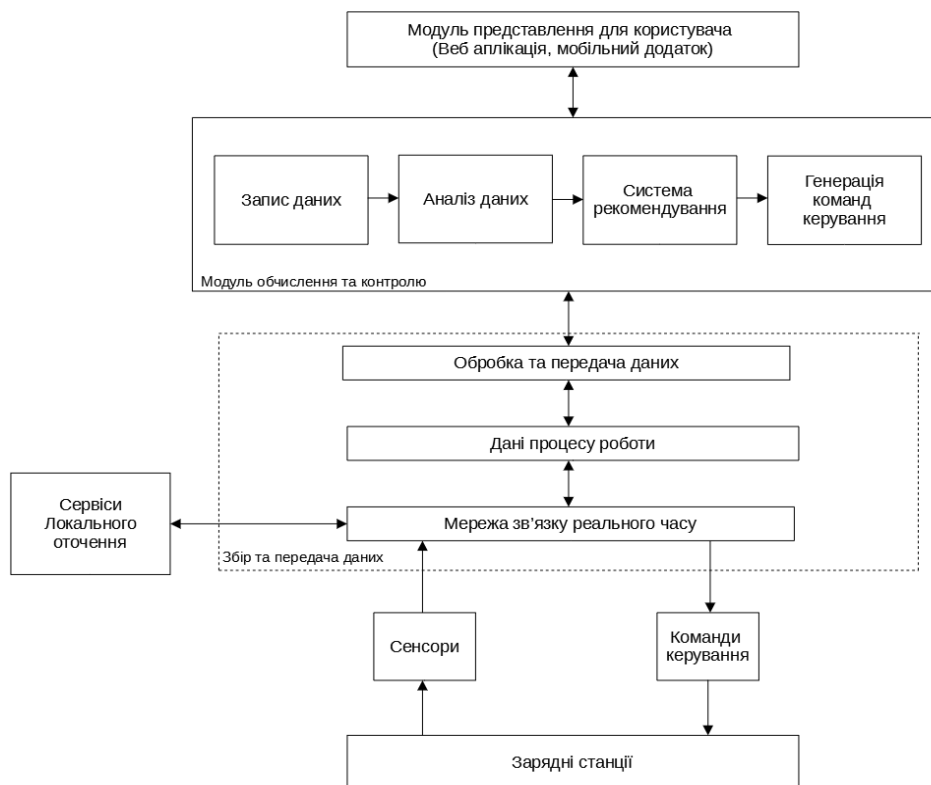 Модуль представлення для користувача
(Веб аплікація, мобільний додаток)
Запис даних
Аналіз даних
Система
рекомендування
Генерація
команд
керування
Модуль обчислення та контролю
Обробка та передача даних
Дані процесу роботи
Сервіси
Локального
оточення
Мережа зв’язку реального часу
Збір та передача даних
Сенсори
Команди
керування
Зарядні станції